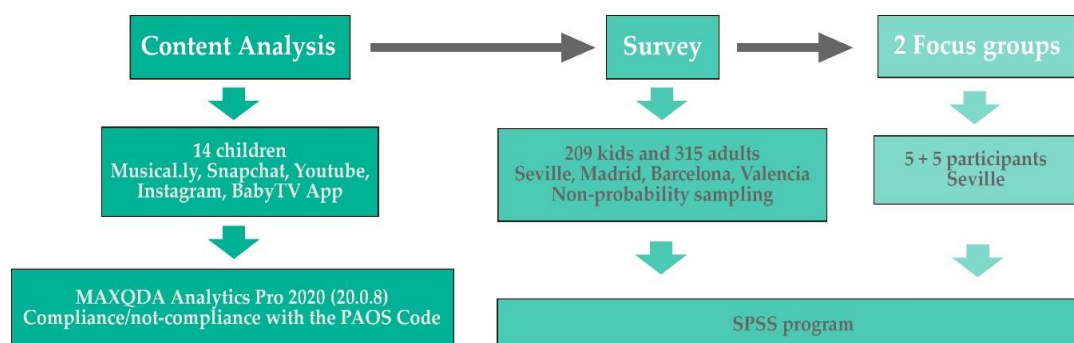 Content Analysis
Survey
2 Focus groups
14 children
Musical.ly, Snapchat, Youtube,
Instagram, BabyTV App
209 kids and 315 adults
Seville, Madrid, Barcelona, Valencia
Non-probability sampling
5 + 5 participants
Seville
MAXQDA Analytics Pro 2020 (20.0.8)
Compliance/not-compliance with the PAOS Code
SPSS program